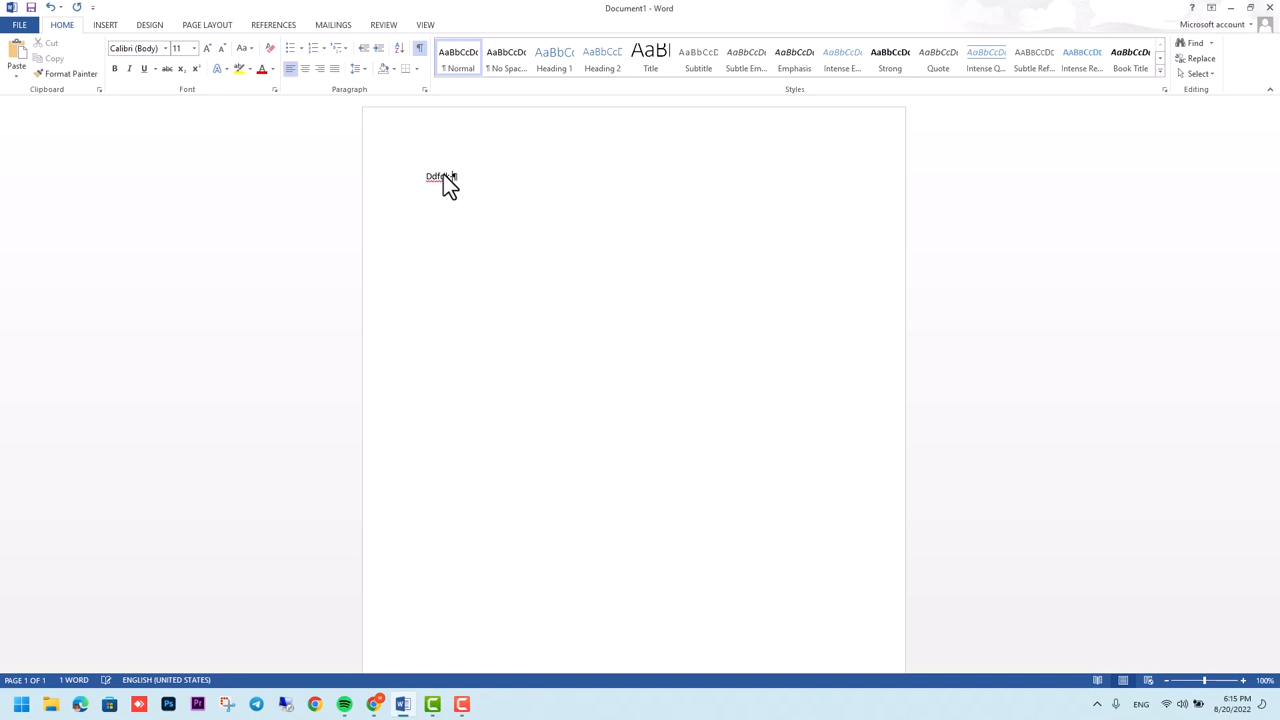 Document1 - Word
FILE HOME INSERT DESIGN PAGE LAYOUT REFERENCES MAILINGS REVIEW VIEW
Microsoft account
Paste
Cut
Copy
Format Painter
Clipboard
Calibri (Body) 11
Font
Paragraph
AaBbCcDc AaBbCcDc AaBbCc AaBbCcD AaBl AaBbCcD AaBbCcDc AaBbCcDc AaBbCcDc AaBbCcDc AaBbCcDc AaBbCcDc AaBbCcDc AaBbCcDc AaBbCcDc
¶ Normal ¶ No Spac... Heading 1 Heading 2 Title Subtitle Subtle Em... Emphasis Intense E... Strong Quote Intense Q... Subtle Ref... Intense Re... Book Title
Styles
Find
Replace
Select
Editing
PAGE 1 OF 1 1 WORD ENGLISH (UNITED STATES)
100%
ENG
6:15 PM
8/20/2022